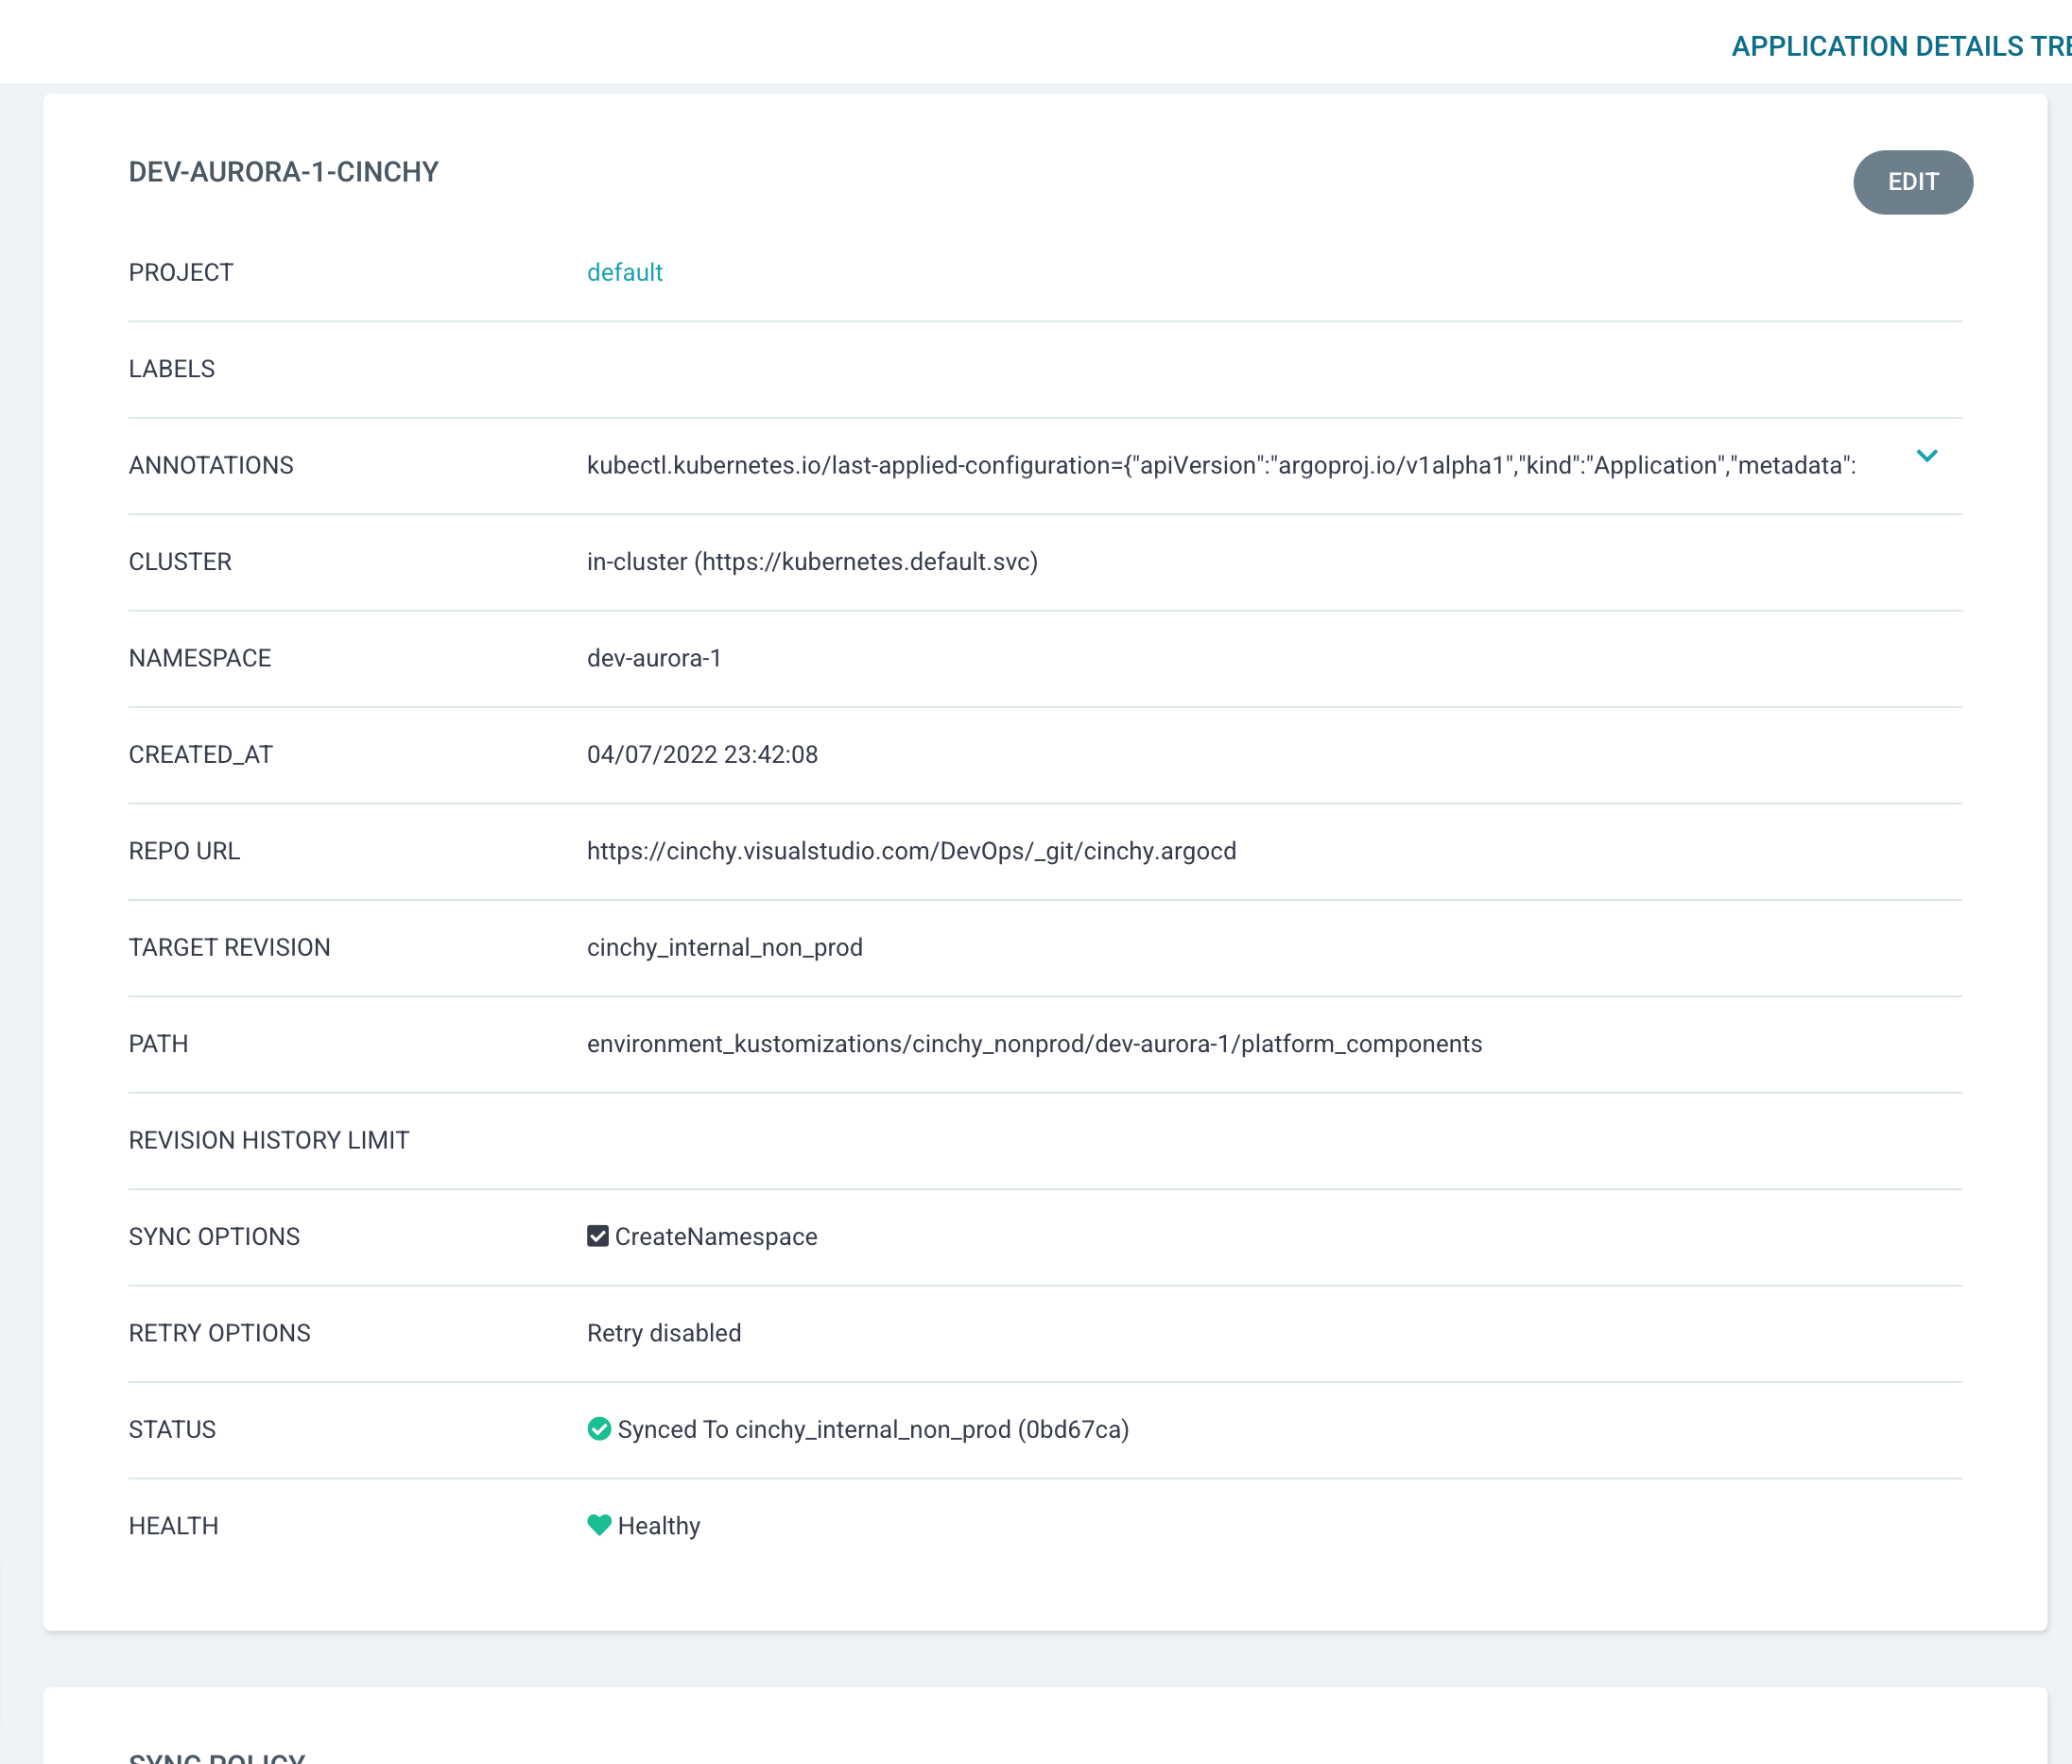 APPLICATION DETAILS TRE
DEV-AURORA-1-CINCHY
EDIT
PROJECT default
LABELS
ANNOTATIONS kubectl.kubernetes.io/last-applied-configuration={"apiVersion":"argoproj.io/v1alpha1","kind":"Application","metadata":
CLUSTER in-cluster (https://kubernetes.default.svc)
NAMESPACE dev-aurora-1
CREATED_AT 04/07/2022 23:42:08
REPO URL https://cinchy.visualstudio.com/DevOps/_git/cinchy.argocd
TARGET REVISION cinchy_internal_non_prod
PATH environment_kustomizations/cinchy_nonprod/dev-aurora-1/platform_components
REVISION HISTORY LIMIT
SYNC OPTIONS CreateNamespace
RETRY OPTIONS Retry disabled
STATUS Synced To cinchy_internal_non_prod (0bd67ca)
HEALTH Healthy
SYNC POLICY